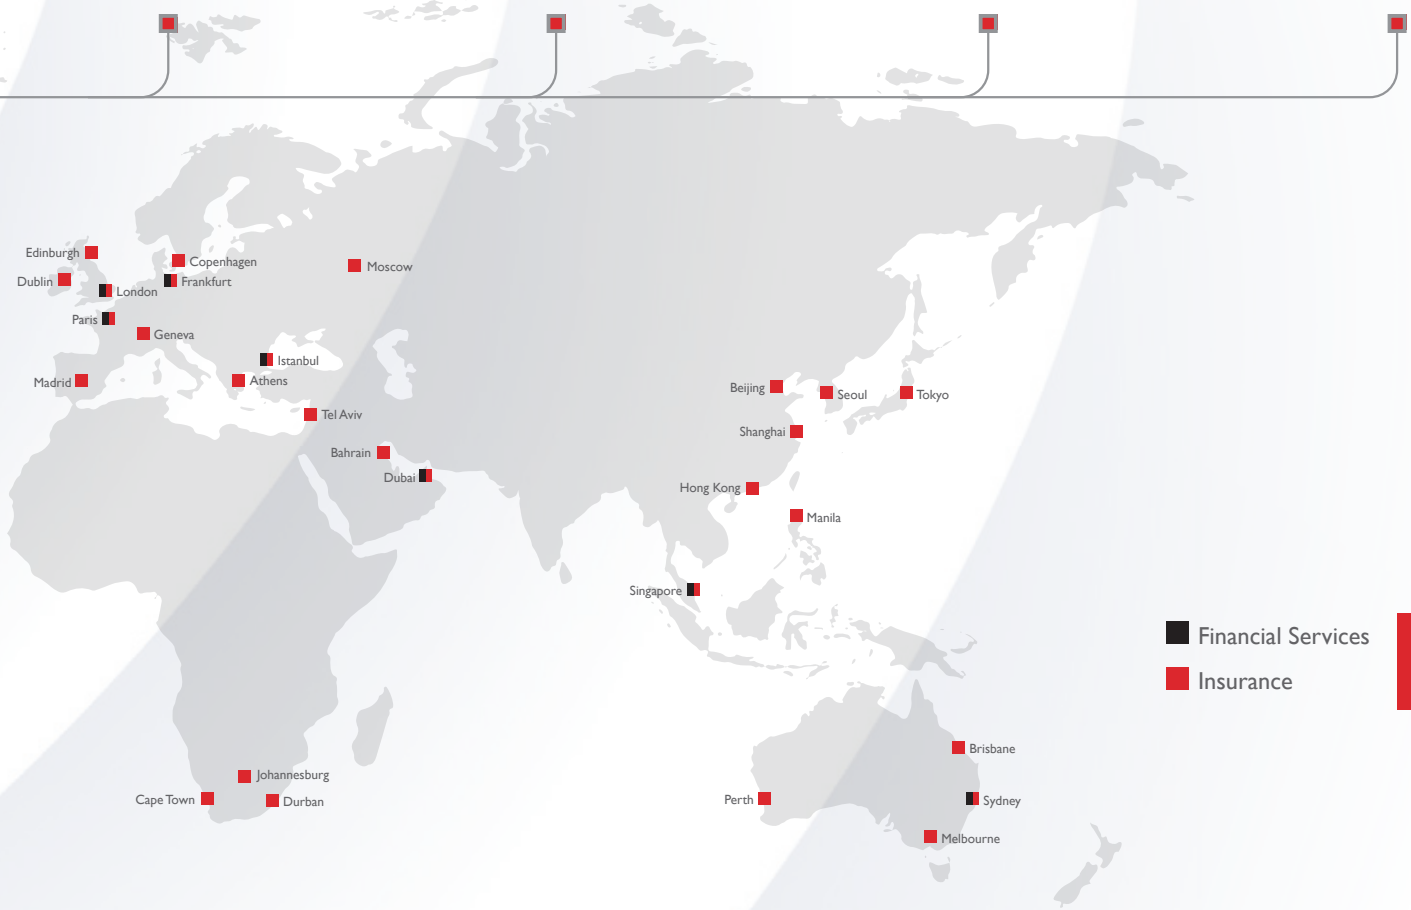 Edinburgh
Copenhagen
Moscow
Dublin
Frankfurt
London
Paris
Geneva
Istanbul
Madrid
Athens
Beijing
Seoul
Tokyo
Tel Aviv
Shanghai
Bahrain
Dubai
Hong Kong
Manila
Singapore
Financial Services
Insurance
Brisbane
Johannesburg
Cape Town
Durban
Perth
Sydney
Melbourne